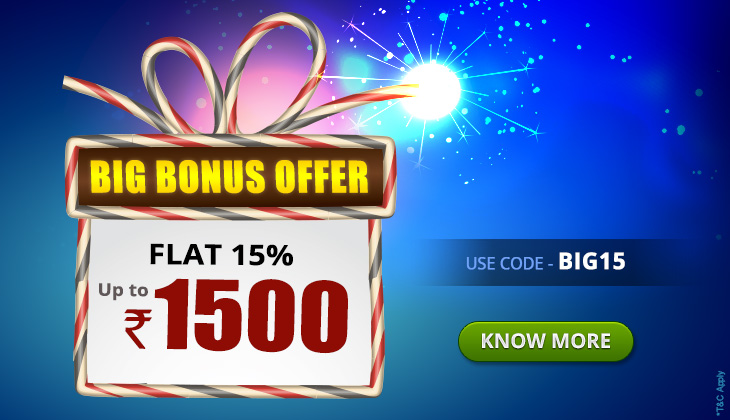 BIG BONUS OFFER
FLAT 15%
Up to
₹1500
USE CODE - BIG15
KNOW MORE
*T&C Apply